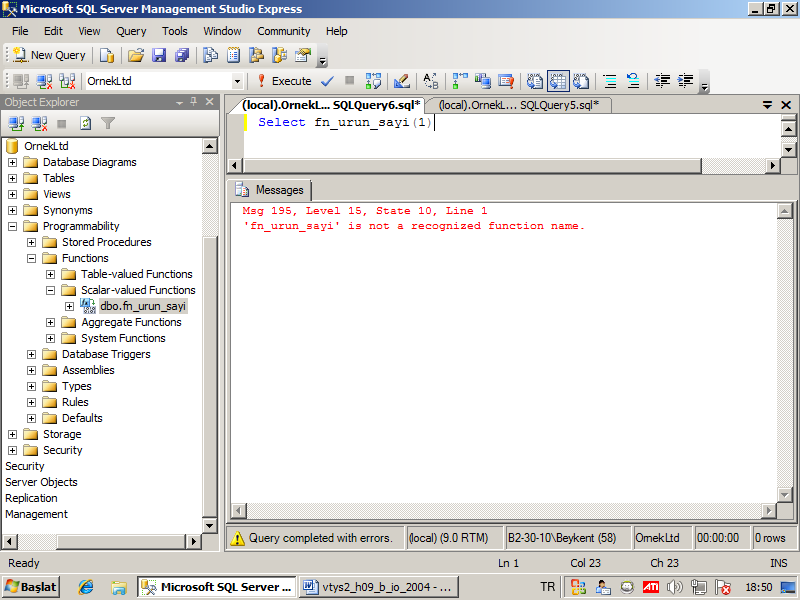 Microsoft SQL Server Management Studio Express
File Edit View Query Tools Window Community Help
New Query
OrnekLtd Execute
Object Explorer
(local).OrnekL... SQLQuery6.sql* (local).OrnekL... SQLQuery5.sql*
Select fn_urun_sayi(1)
OrnekLtd
Database Diagrams
Tables
Views
Synonyms
Programmability
Stored Procedures
Functions
Table-valued Functions
Scalar-valued Functions
dbo.fn_urun_sayi
Aggregate Functions
System Functions
Database Triggers
Assemblies
Types
Rules
Defaults
Storage
Security
Security
Server Objects
Replication
Management
Messages
Msg 195, Level 15, State 10, Line 1
'fn_urun_sayi' is not a recognized function name.
Query completed with errors. (local) (9.0 RTM) B2-30-10\Beykent (58) OrnekLtd 00:00:00 0 rows
Ready Ln 1 Col 23 Ch 23 INS
Başlat Microsoft SQL Server ... vtys2_h09_b_jo_2004 - ... TR ATI 18:50